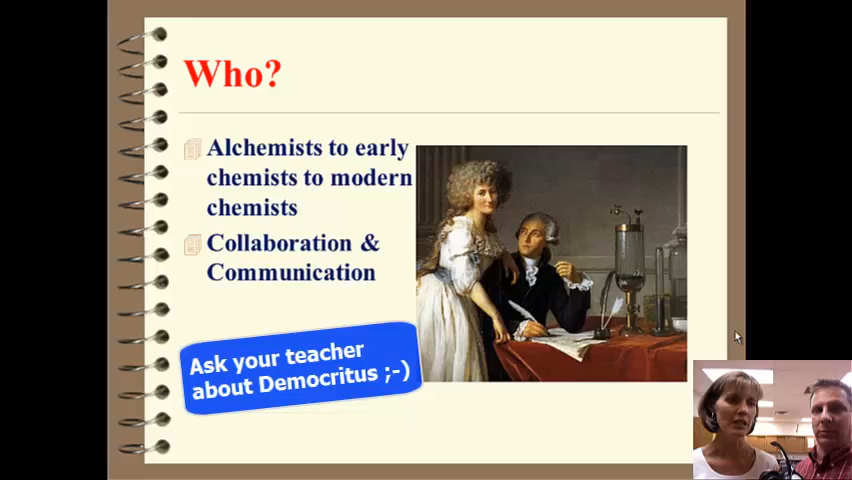 Who?
Alchemists to early
chemists to modern
chemists
Collaboration &
Communication
Ask your teacher
about Democritus ;-)